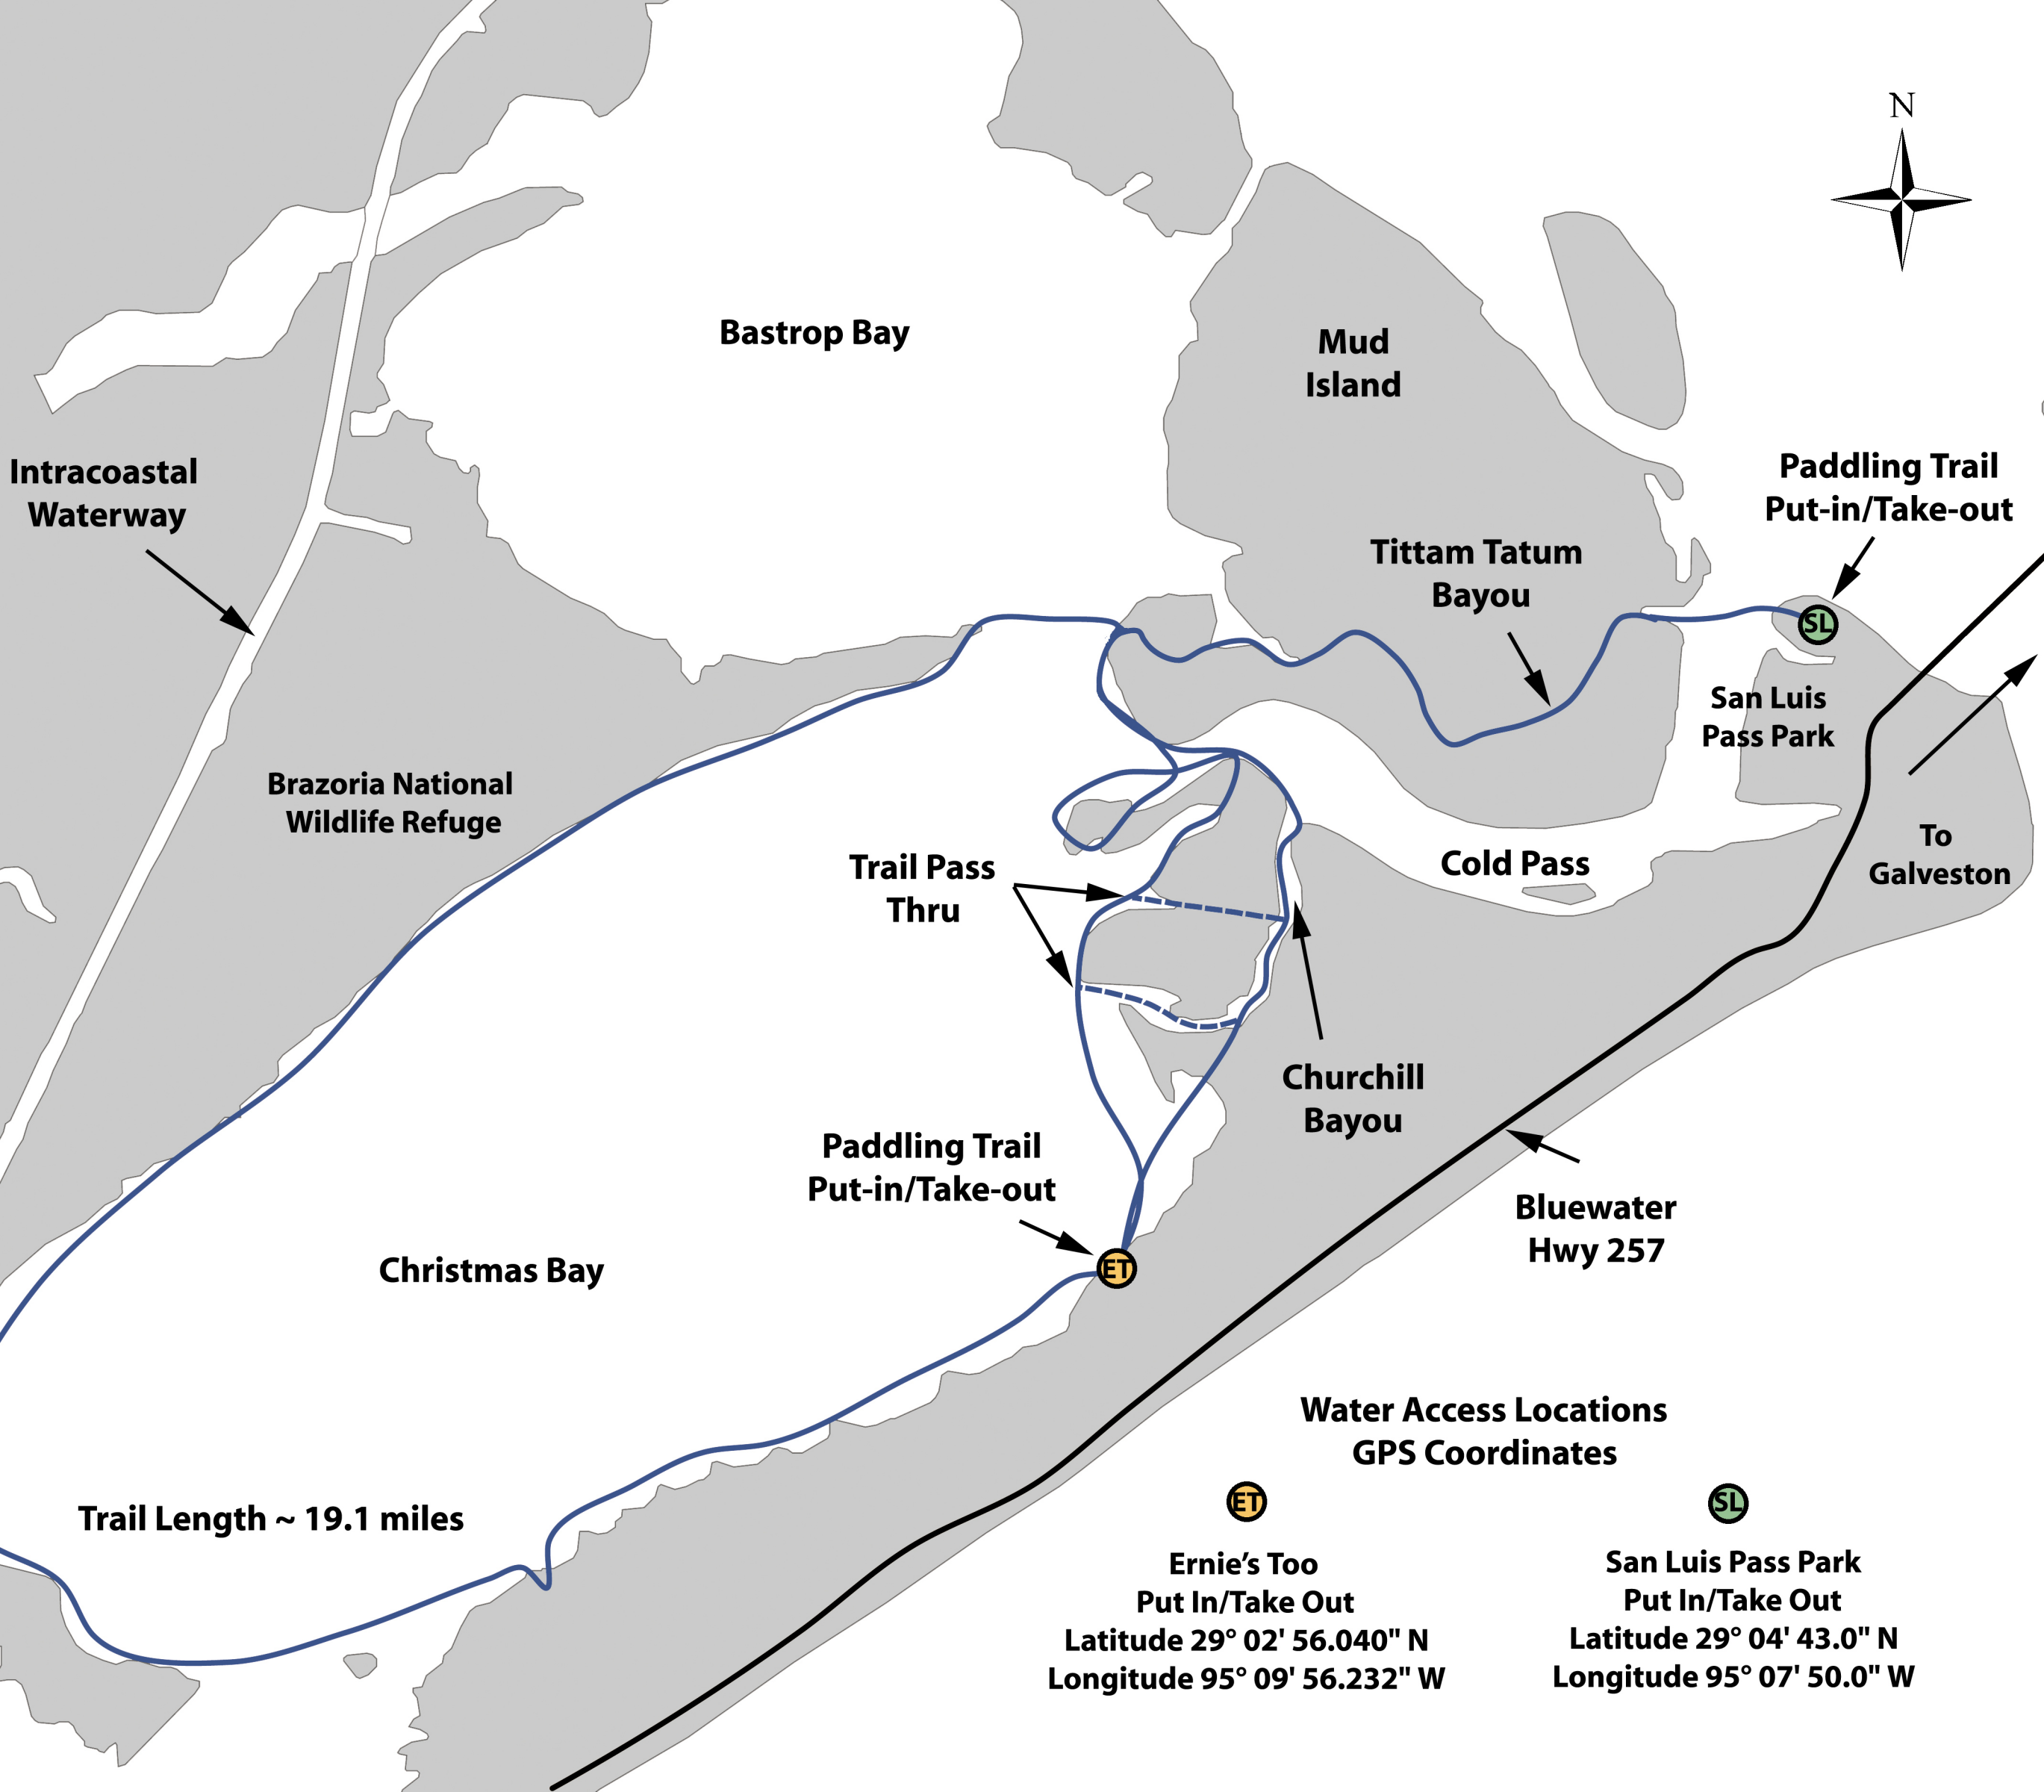 N
Bastrop Bay
Mud
Island
Intracoastal
Waterway
Paddling Trail
Put-in/Take-out
Tittam Tatum
Bayou
SL
San Luis
Pass Park
Brazoria National
Wildlife Refuge
To
Galveston
Trail Pass
Thru
Cold Pass
Churchill
Bayou
Paddling Trail
Put-in/Take-out
Bluewater
Hwy 257
ET
Christmas Bay
Trail Length ~ 19.1 miles
Water Access Locations
GPS Coordinates
ET
Ernie's Too
Put In/Take Out
Latitude 29° 02' 56.040" N
Longitude 95° 09' 56.232" W
SL
San Luis Pass Park
Put In/Take Out
Latitude 29° 04' 43.0" N
Longitude 95° 07' 50.0" W